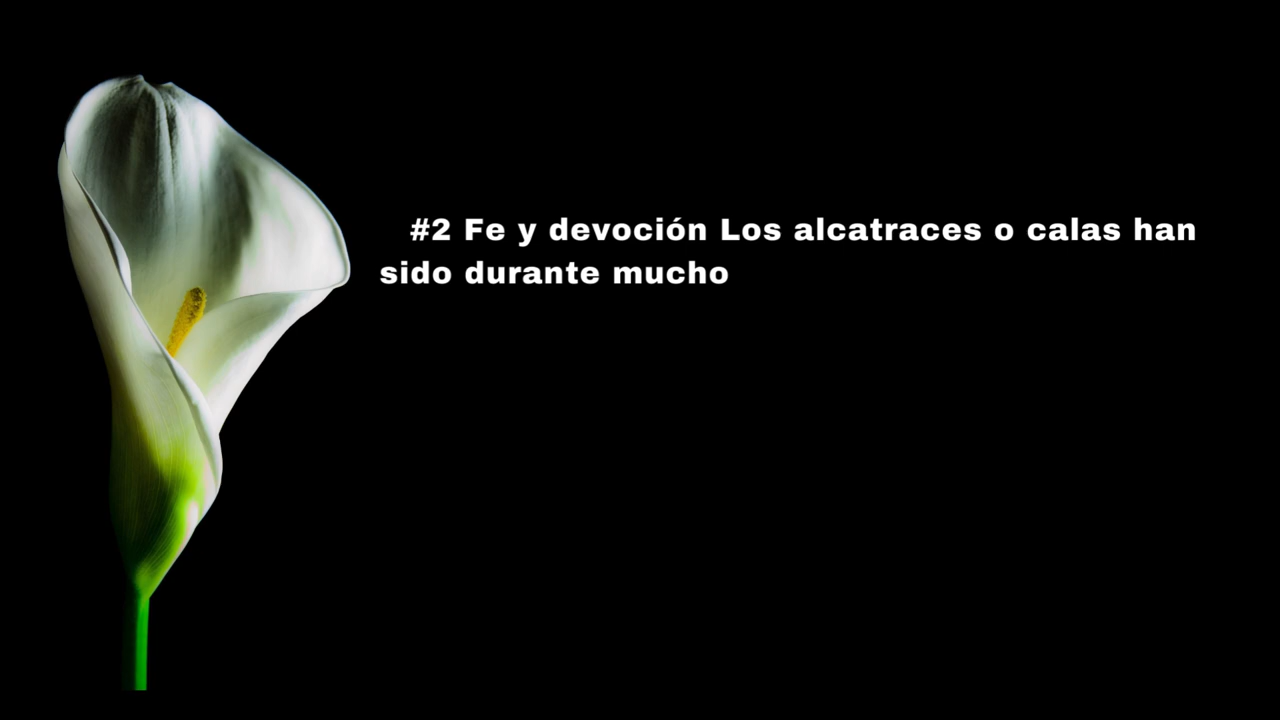 #2 Fe y devoción Los alcatraces o calas han
sido durante mucho